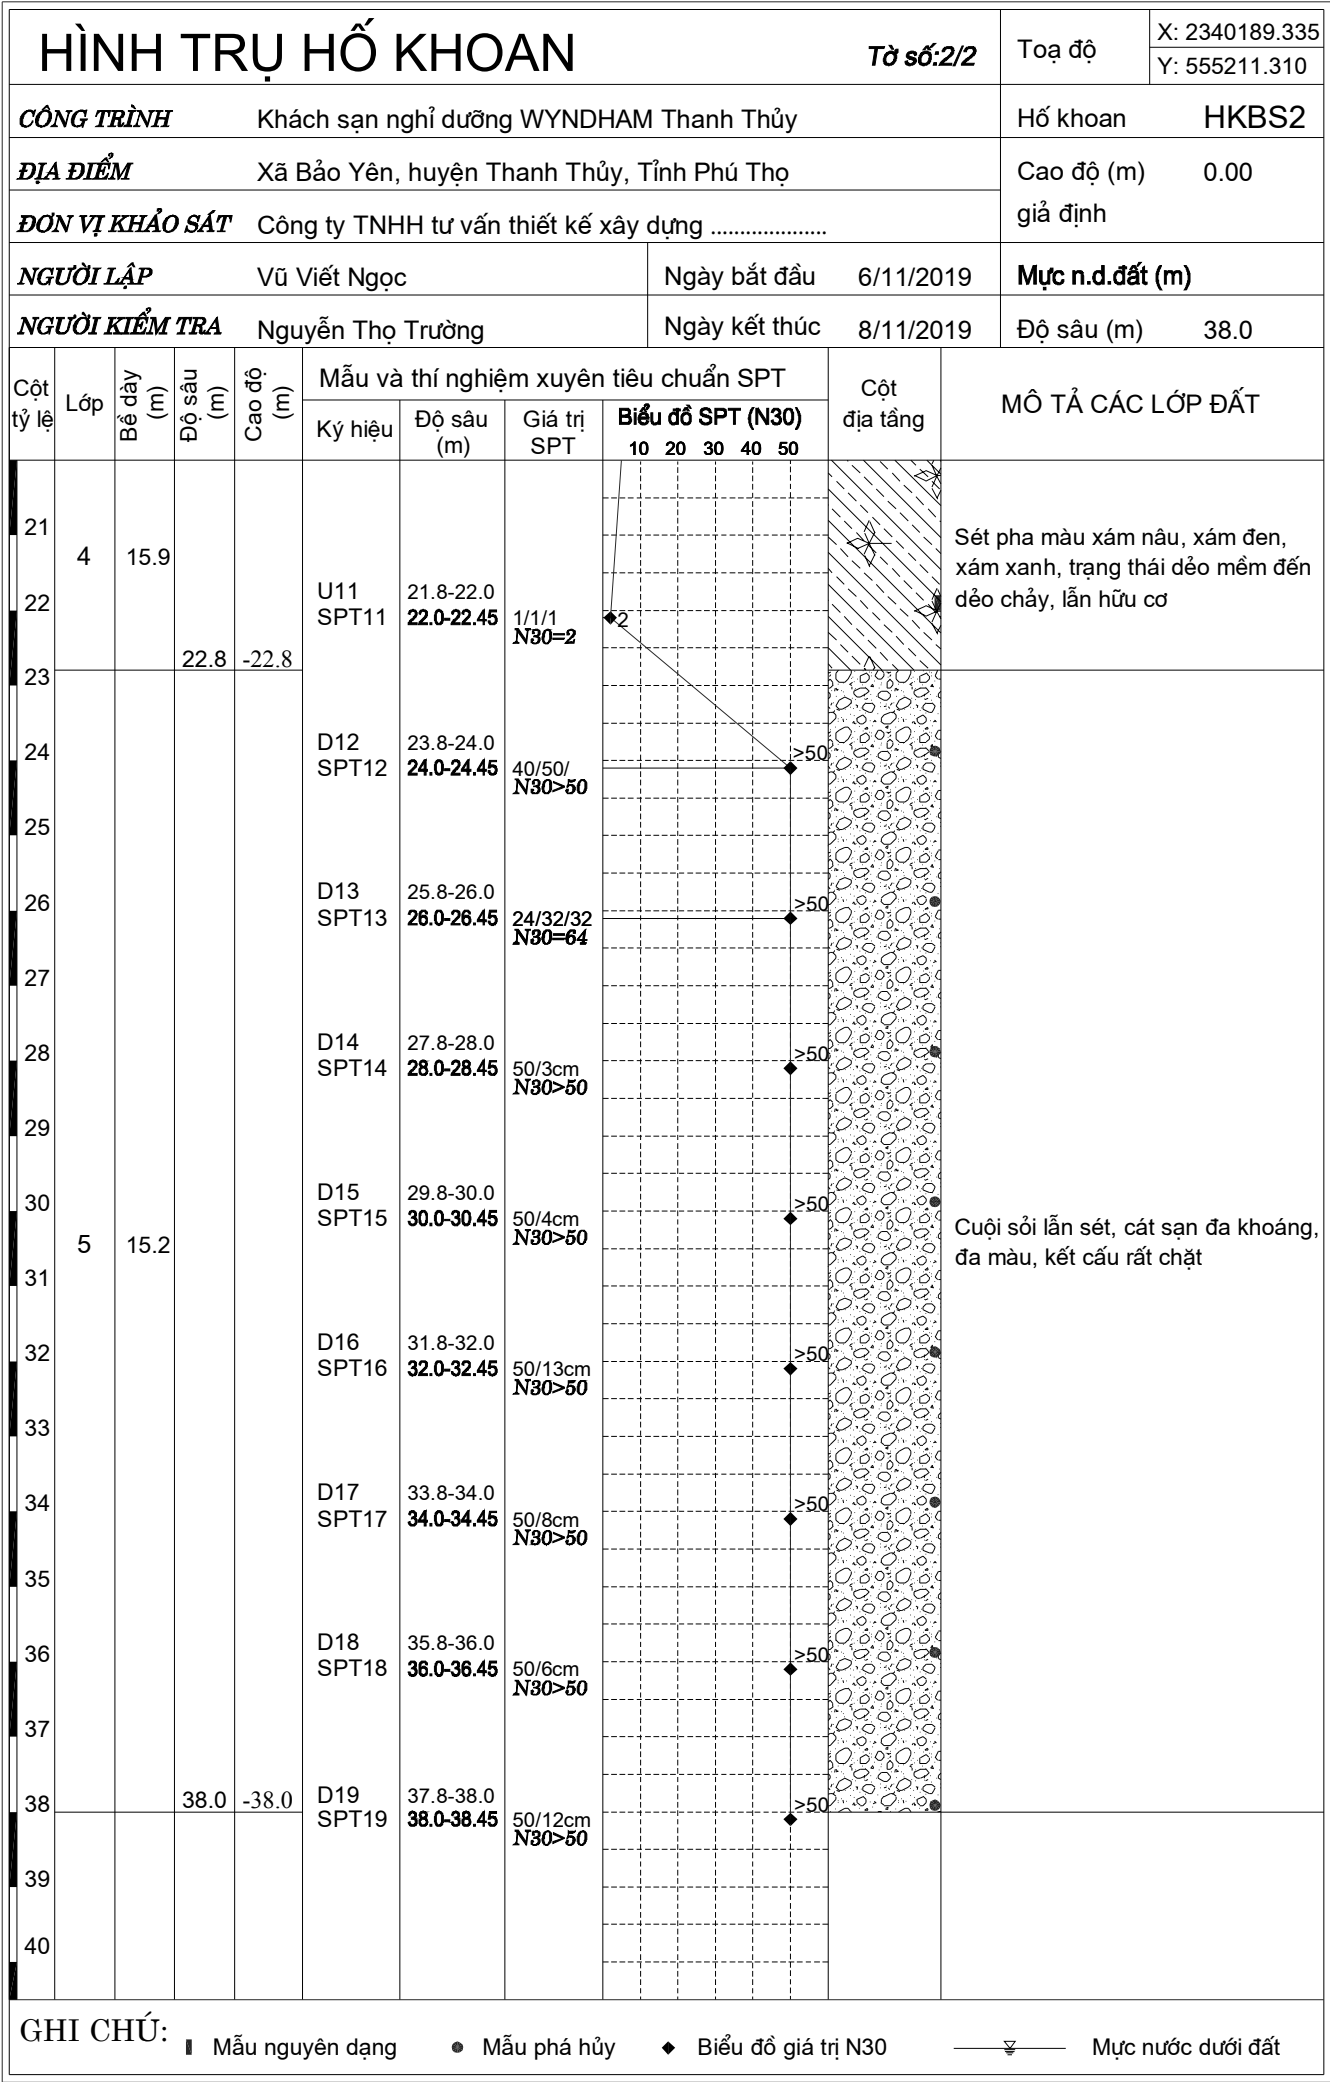 HÌNH TRỤ HỐ KHOAN
Tờ số:2/2
Toạ độ
X: 2340189.335
Y: 555211.310
CÔNG TRÌNH Khách sạn nghỉ dưỡng WYNDHAM Thanh Thủy
Hố khoan HKBS2
ĐỊA ĐIỂM Xã Bảo Yên, huyện Thanh Thủy, Tỉnh Phú Thọ
Cao độ (m) 0.00
giả định
ĐƠN VỊ KHẢO SÁT Công ty TNHH tư vấn thiết kế xây dựng ....................
NGƯỜI LẬP Vũ Viết Ngọc
Ngày bắt đầu 6/11/2019
Mực n.d.đất (m)
NGƯỜI KIỂM TRA Nguyễn Thọ Trường
Ngày kết thúc 8/11/2019
Độ sâu (m) 38.0
Cột
tỷ lệ
Lớp
Bề dày
(m)
Độ sâu
(m)
Cao độ
(m)
Mẫu và thí nghiệm xuyên tiêu chuẩn SPT
Ký hiệu
Độ sâu
(m)
Giá trị
SPT
Biểu đồ SPT (N30)
10 20 30 40 50
Cột
địa tầng
MÔ TẢ CÁC LỚP ĐẤT
21
4 15.9
Sét pha màu xám nâu, xám đen,
xám xanh, trạng thái dẻo mềm đến
dẻo chảy, lẫn hữu cơ
22
U11 21.8-22.0
SPT11 22.0-22.45 1/1/1
N30=2
2
22.8 -22.8
23
24
D12 23.8-24.0
SPT12 24.0-24.45 40/50/
N30>50
>50
25
26
D13 25.8-26.0
SPT13 26.0-26.45 24/32/32
N30=64
>50
27
28
D14 27.8-28.0
SPT14 28.0-28.45 50/3cm
N30>50
>50
29
30
D15 29.8-30.0
SPT15 30.0-30.45 50/4cm
N30>50
>50
5 15.2
Cuội sỏi lẫn sét, cát sạn đa khoáng,
đa màu, kết cấu rất chặt
31
32
D16 31.8-32.0
SPT16 32.0-32.45 50/13cm
N30>50
>50
33
34
D17 33.8-34.0
SPT17 34.0-34.45 50/8cm
N30>50
>50
35
36
D18 35.8-36.0
SPT18 36.0-36.45 50/6cm
N30>50
>50
37
38
38.0 -38.0
D19 37.8-38.0
SPT19 38.0-38.45 50/12cm
N30>50
>50
39
40
GHI CHÚ:
Mẫu nguyên dạng
Mẫu phá hủy
Biểu đồ giá trị N30
Mực nước dưới đất